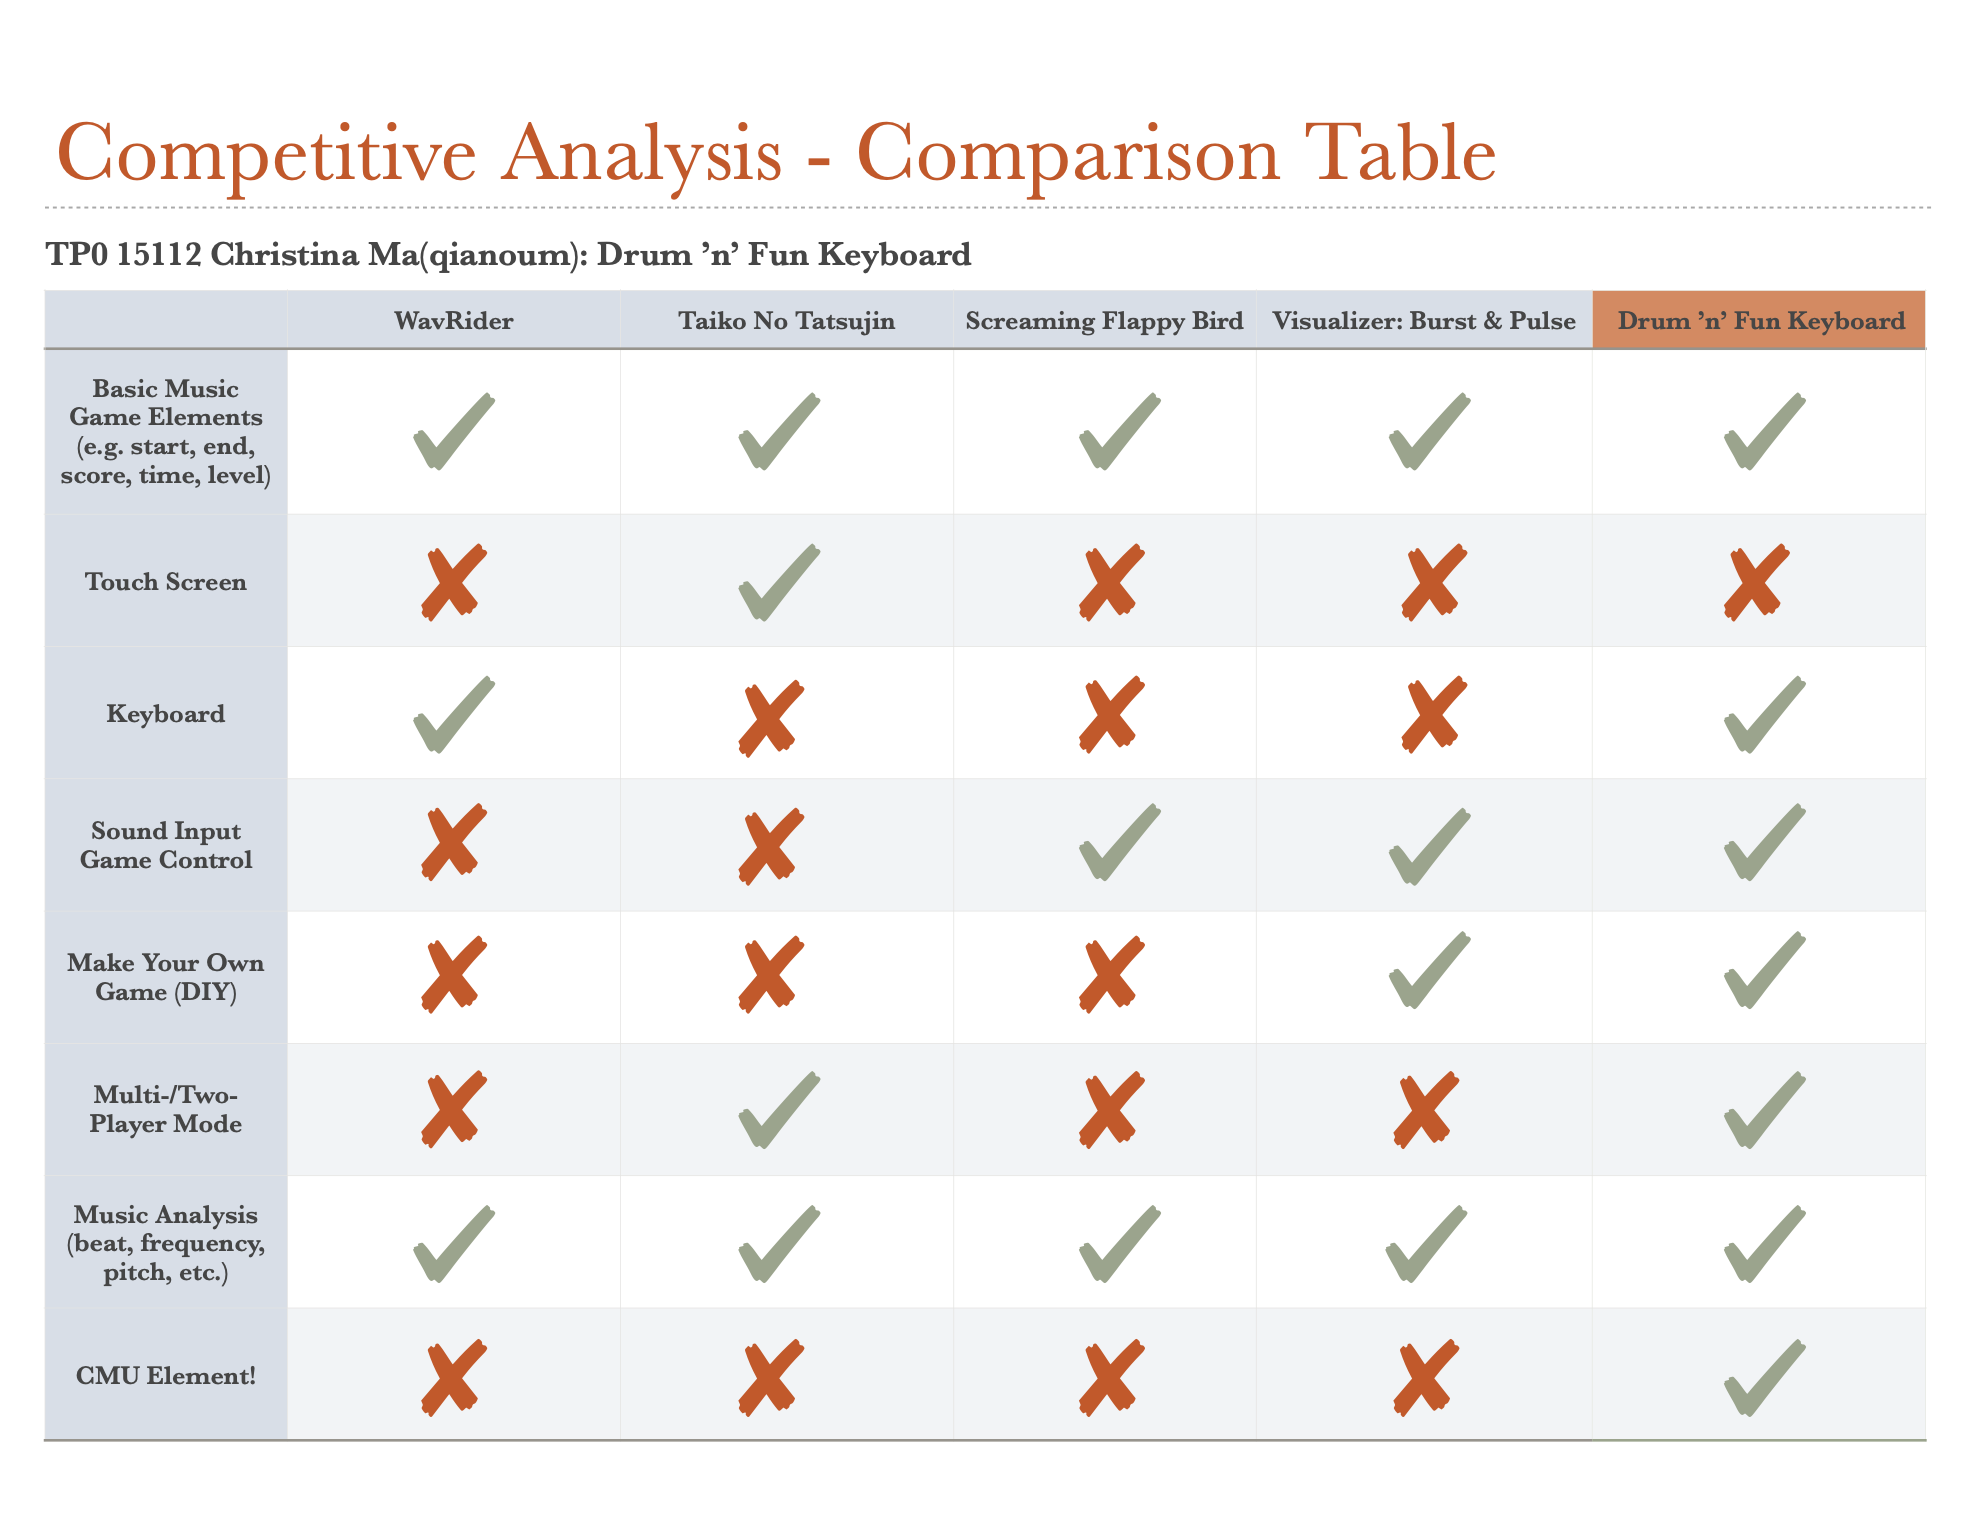 Competitive Analysis - Comparison Table
TP0 15112 Christina Ma(qianoum): Drum ’n’ Fun Keyboard
WavRider
Taiko No Tatsujin
Screaming Flappy Bird
Visualizer: Burst & Pulse
Drum ’n’ Fun Keyboard
Basic Music
Game Elements
(e.g. start, end,
score, time, level)
Touch Screen
Keyboard
Sound Input
Game Control
Make Your Own
Game (DIY)
Multi-/Two-
Player Mode
Music Analysis
(beat, frequency,
pitch, etc.)
CMU Element!